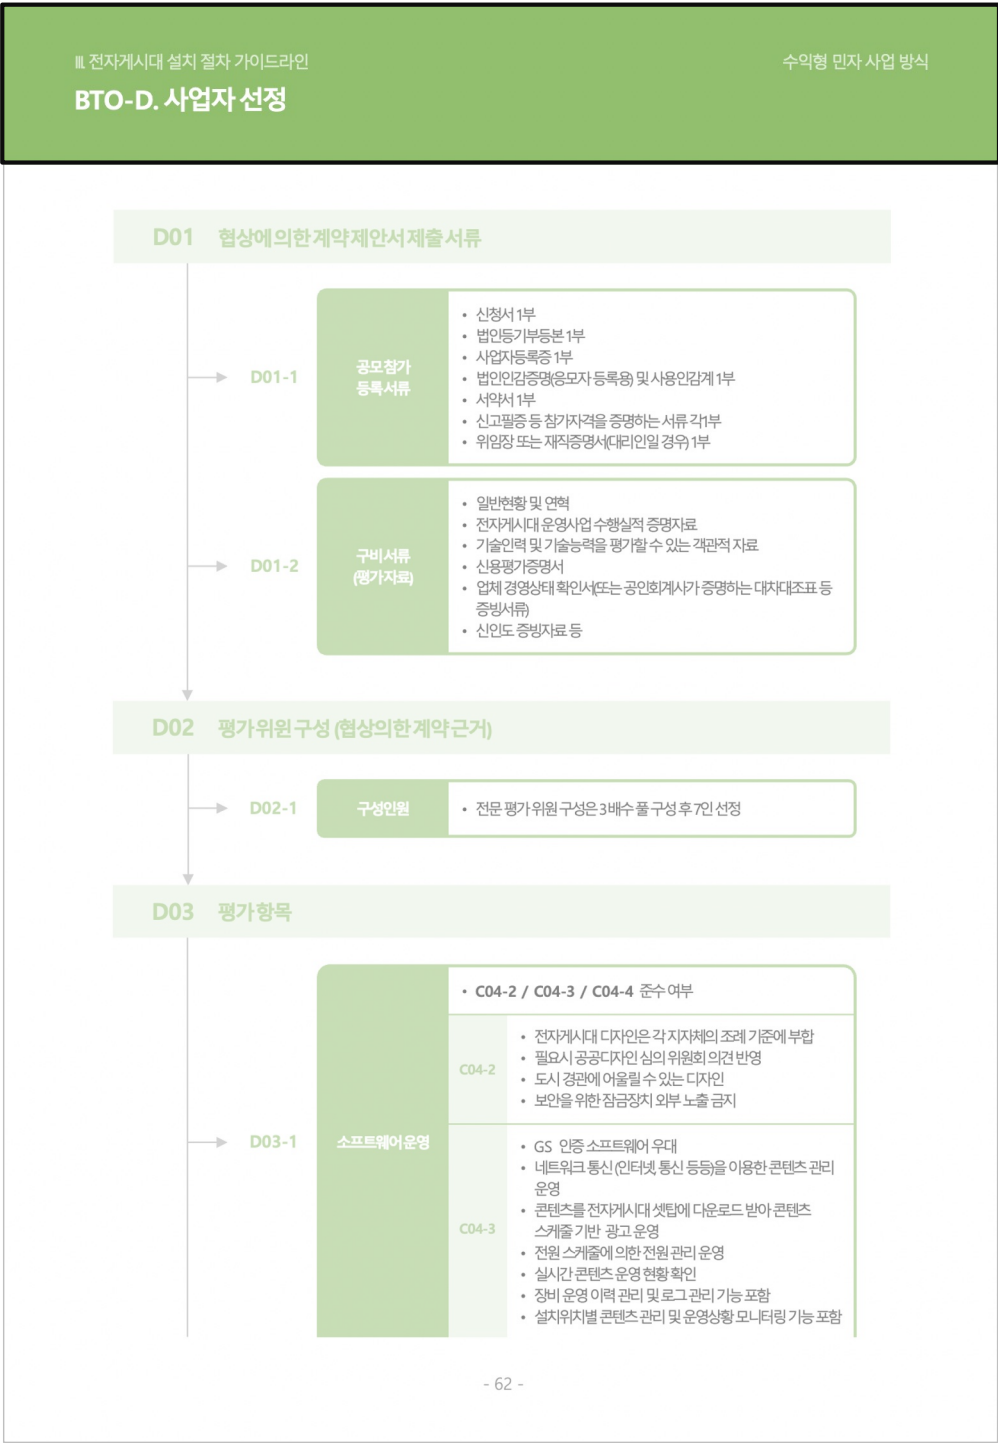 Ⅲ. 전자게시대 설치 절차 가이드라인
수익형 민자 사업 방식
BTO-D. 사업자 선정
D01 협상에의한계약제안서제출서류
D01-1
공모참가
등록서류
• 신청서 1부
• 법인등기부등본 1부
• 사업자등록증 1부
• 법인인감증명(응모자 등록용) 및 사용인감계 1부
• 서약서 1부
• 신고필증 등 참가자격을 증명하는 서류 각1부
• 위임장 또는 재직증명서(대리인일 경우) 1부
D01-2
구비서류
(평가자료)
• 일반현황 및 연혁
• 전자게시대 운영사업 수행실적 증명자료
• 기술인력 및 기술능력을 평가할 수 있는 객관적 자료
• 신용평가증명서
• 업체 경영상태 확인서(또는 공인회계사가 증명하는 대차대조표 등
증빙서류)
• 신인도 증빙자료 등
D02 평가위원구성 (협상의한계약근거)
D02-1
구성인원
• 전문 평가 위원 구성은 3배수 풀 구성 후 7인 선정
D03 평가항목
D03-1
소프트웨어운영
• C04-2 / C04-3 / C04-4 준수 여부
C04-2
• 전자게시대 디자인은 각 지자체의 조례 기준에 부합
• 필요시 공공디자인 심의 위원회 의견 반영
• 도시 경관에 어울릴 수 있는 디자인
• 보안을 위한 잠금장치 외부 노출 금지
C04-3
• GS 인증 소프트웨어 우대
• 네트워크 통신 (인터넷, 통신 등등)을 이용한 콘텐츠 관리
운영
• 콘텐츠를 전자게시대 셋탑에 다운로드 받아 콘텐츠
스케줄 기반 광고 운영
• 전원 스케줄에 의한 전원 관리 운영
• 실시간 콘텐츠 운영 현황 확인
• 장비 운영 이력 관리 및 로그 관리 기능 포함
• 설치위치별 콘텐츠 관리 및 운영상황 모니터링 기능 포함
- 62 -